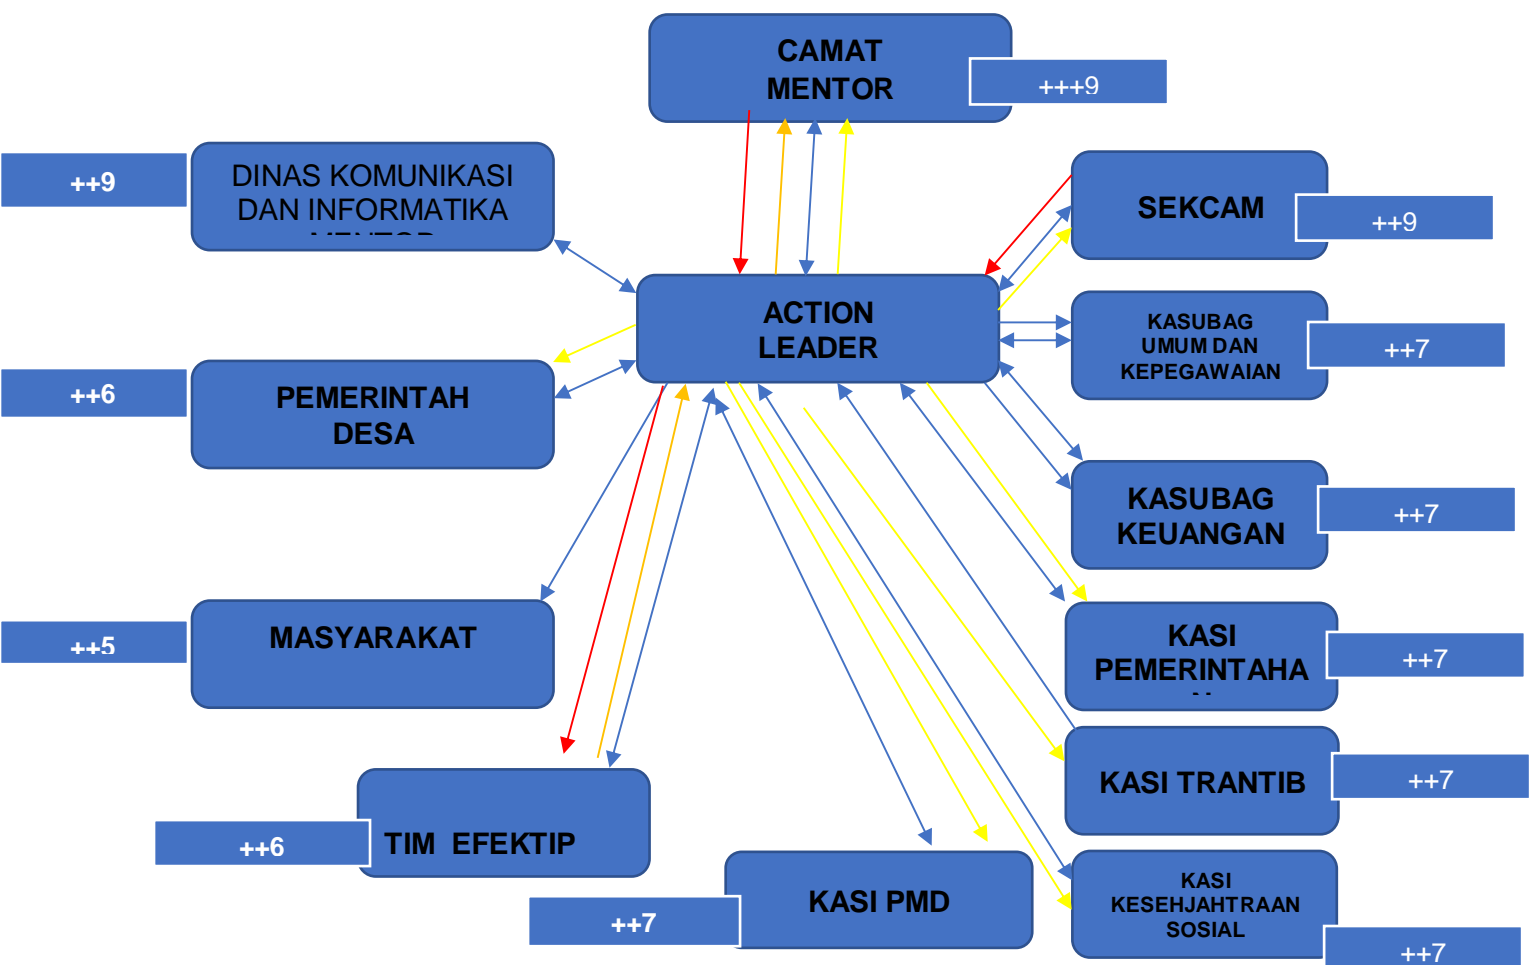 CAMAT
MENTOR
+++9
++9
DINAS KOMUNIKASI
DAN INFORMATIKA
MENTOR
SEKCAM
++9
ACTION
LEADER
KASUBAG
UMUM DAN
KEPEGAWAIAN
++7
++6
PEMERINTAH
DESA
KASUBAG
KEUANGAN
++7
++5
MASYARAKAT
KASI
PEMERINTAHA
N
++7
KASI TRANTIB
++7
TIM EFEKTIP
++6
KASI PMD
++7
KASI
KESEHJAHTRAAN
SOSIAL
++7